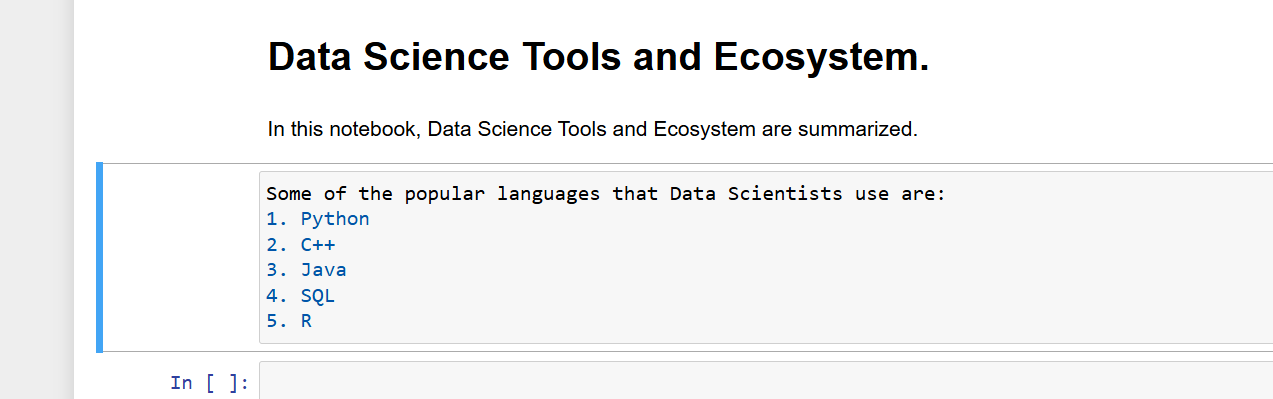 Data Science Tools and Ecosystem.
In this notebook, Data Science Tools and Ecosystem are summarized.
Some of the popular languages that Data Scientists use are:
1. Python
2. C++
3. Java
4. SQL
5. R
In [ ]: